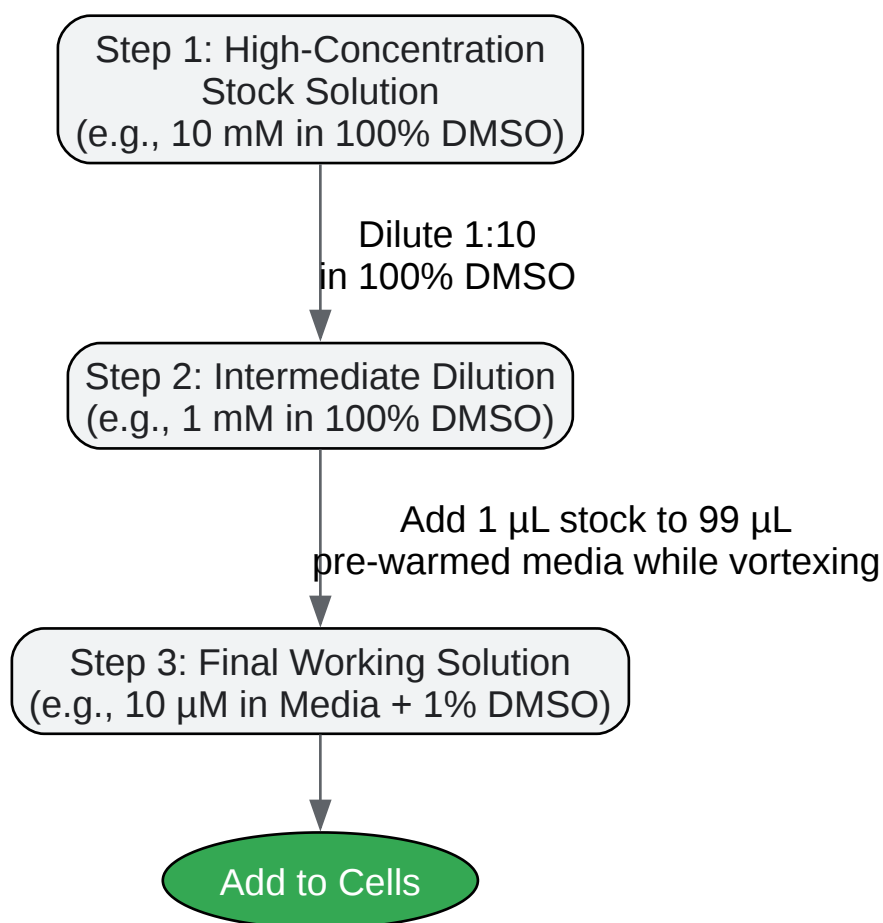 Step 1: High-Concentration
Stock Solution
(e.g., 10 mM in 100% DMSO)
Dilute 1:10
in 100% DMSO
Step 2: Intermediate Dilution
(e.g., 1 mM in 100% DMSO)
Add 1 µL stock to 99 µL
pre-warmed media while vortexing
Step 3: Final Working Solution
(e.g., 10 µM in Media + 1% DMSO)
Add to Cells